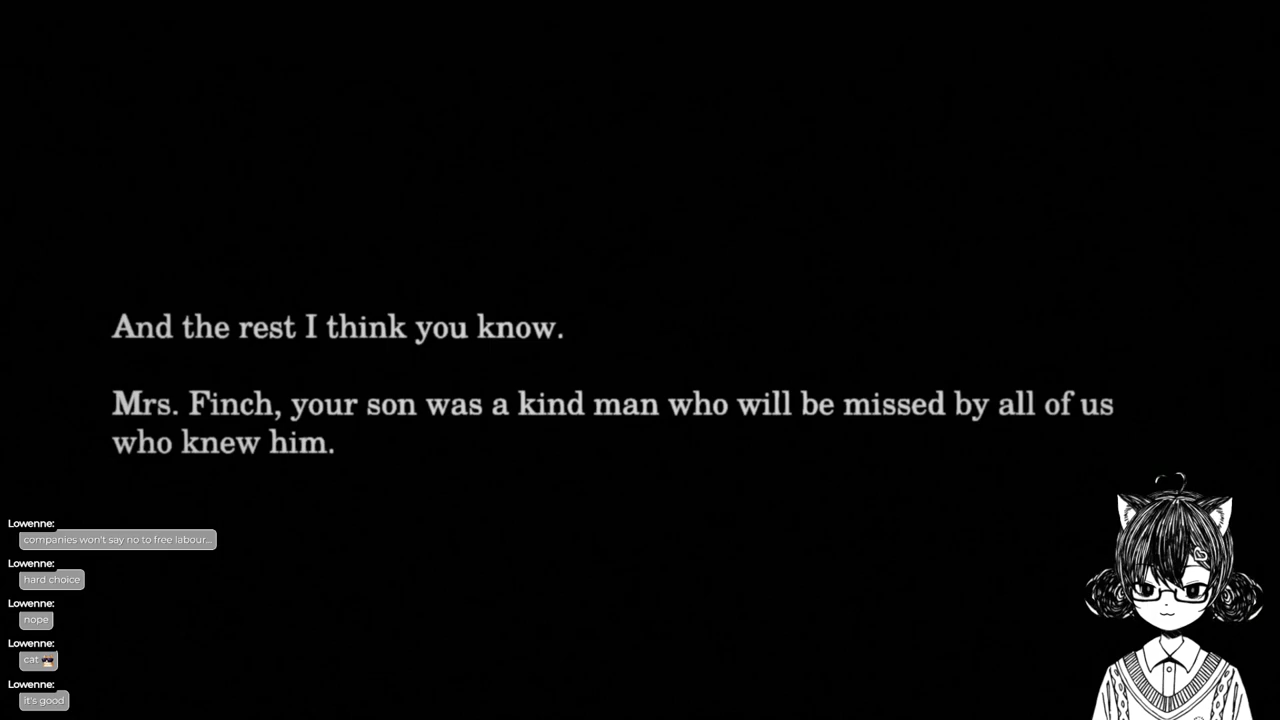 And the rest I think you know.
Mrs. Finch, your son was a kind man who will be missed by all of us
who knew him.
Lowenne:
companies won't say no to free labour...
Lowenne:
hard choice
Lowenne:
nope
Lowenne:
cat
Lowenne:
it's good